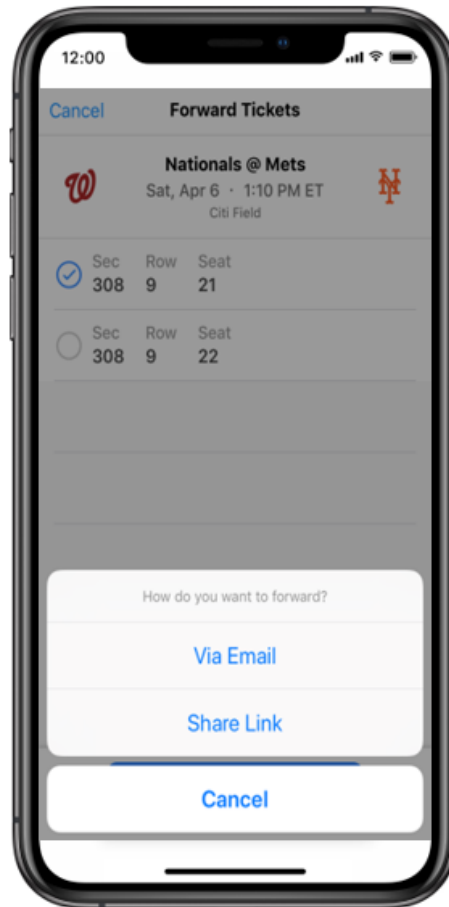 12:00
Cancel Forward Tickets
Nationals @ Mets
Sat, Apr 6 · 1:10 PM ET
Citi Field
Sec Row Seat
308 9 21
Sec Row Seat
308 9 22
How do you want to forward?
Via Email
Share Link
Cancel